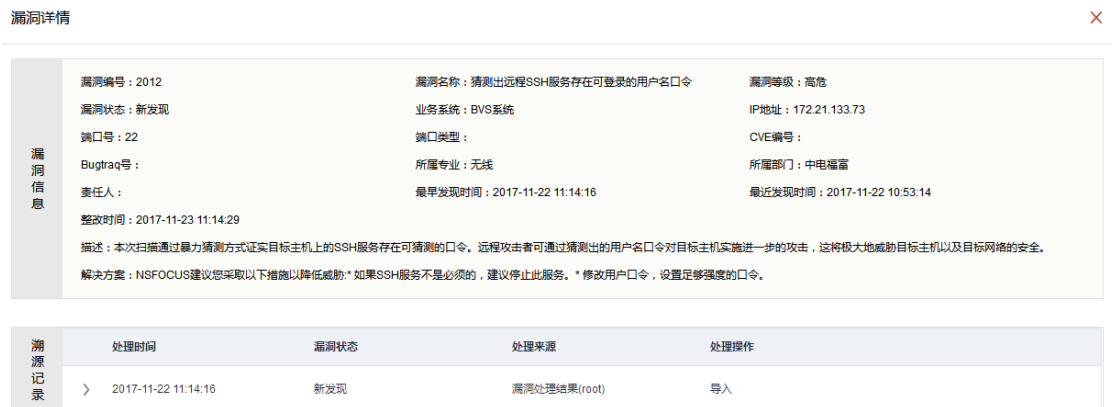 漏洞详情
漏洞信息
漏洞编号：2012 漏洞名称：猜测出远程SSH服务存在可登录的用户名口令 漏洞等级：高危
漏洞状态：新发现 业务系统：BVS系统 IP地址：172.21.133.73
端口号：22 端口类型： CVE编号：
Bugtraq号： 所属专业：无线 所属部门：中电福富
责任人： 最早发现时间：2017-11-22 11:14:16 最近发现时间：2017-11-22 10:53:14
整改时间：2017-11-23 11:14:29
描述：本次扫描通过暴力猜测方式证实目标主机上的SSH服务存在可猜测的口令。远程攻击者可通过猜测出的用户名口令对目标主机实施进一步的攻击，这将极大地威胁目标主机以及目标网络的安全。
解决方案：NSFOCUS建议您采取以下措施以降低威胁:* 如果SSH服务不是必须的，建议停止此服务。* 修改用户口令，设置足够强度的口令。
溯源记录
处理时间 漏洞状态 处理来源 处理操作
2017-11-22 11:14:16 新发现 漏洞处理结果(root) 导入